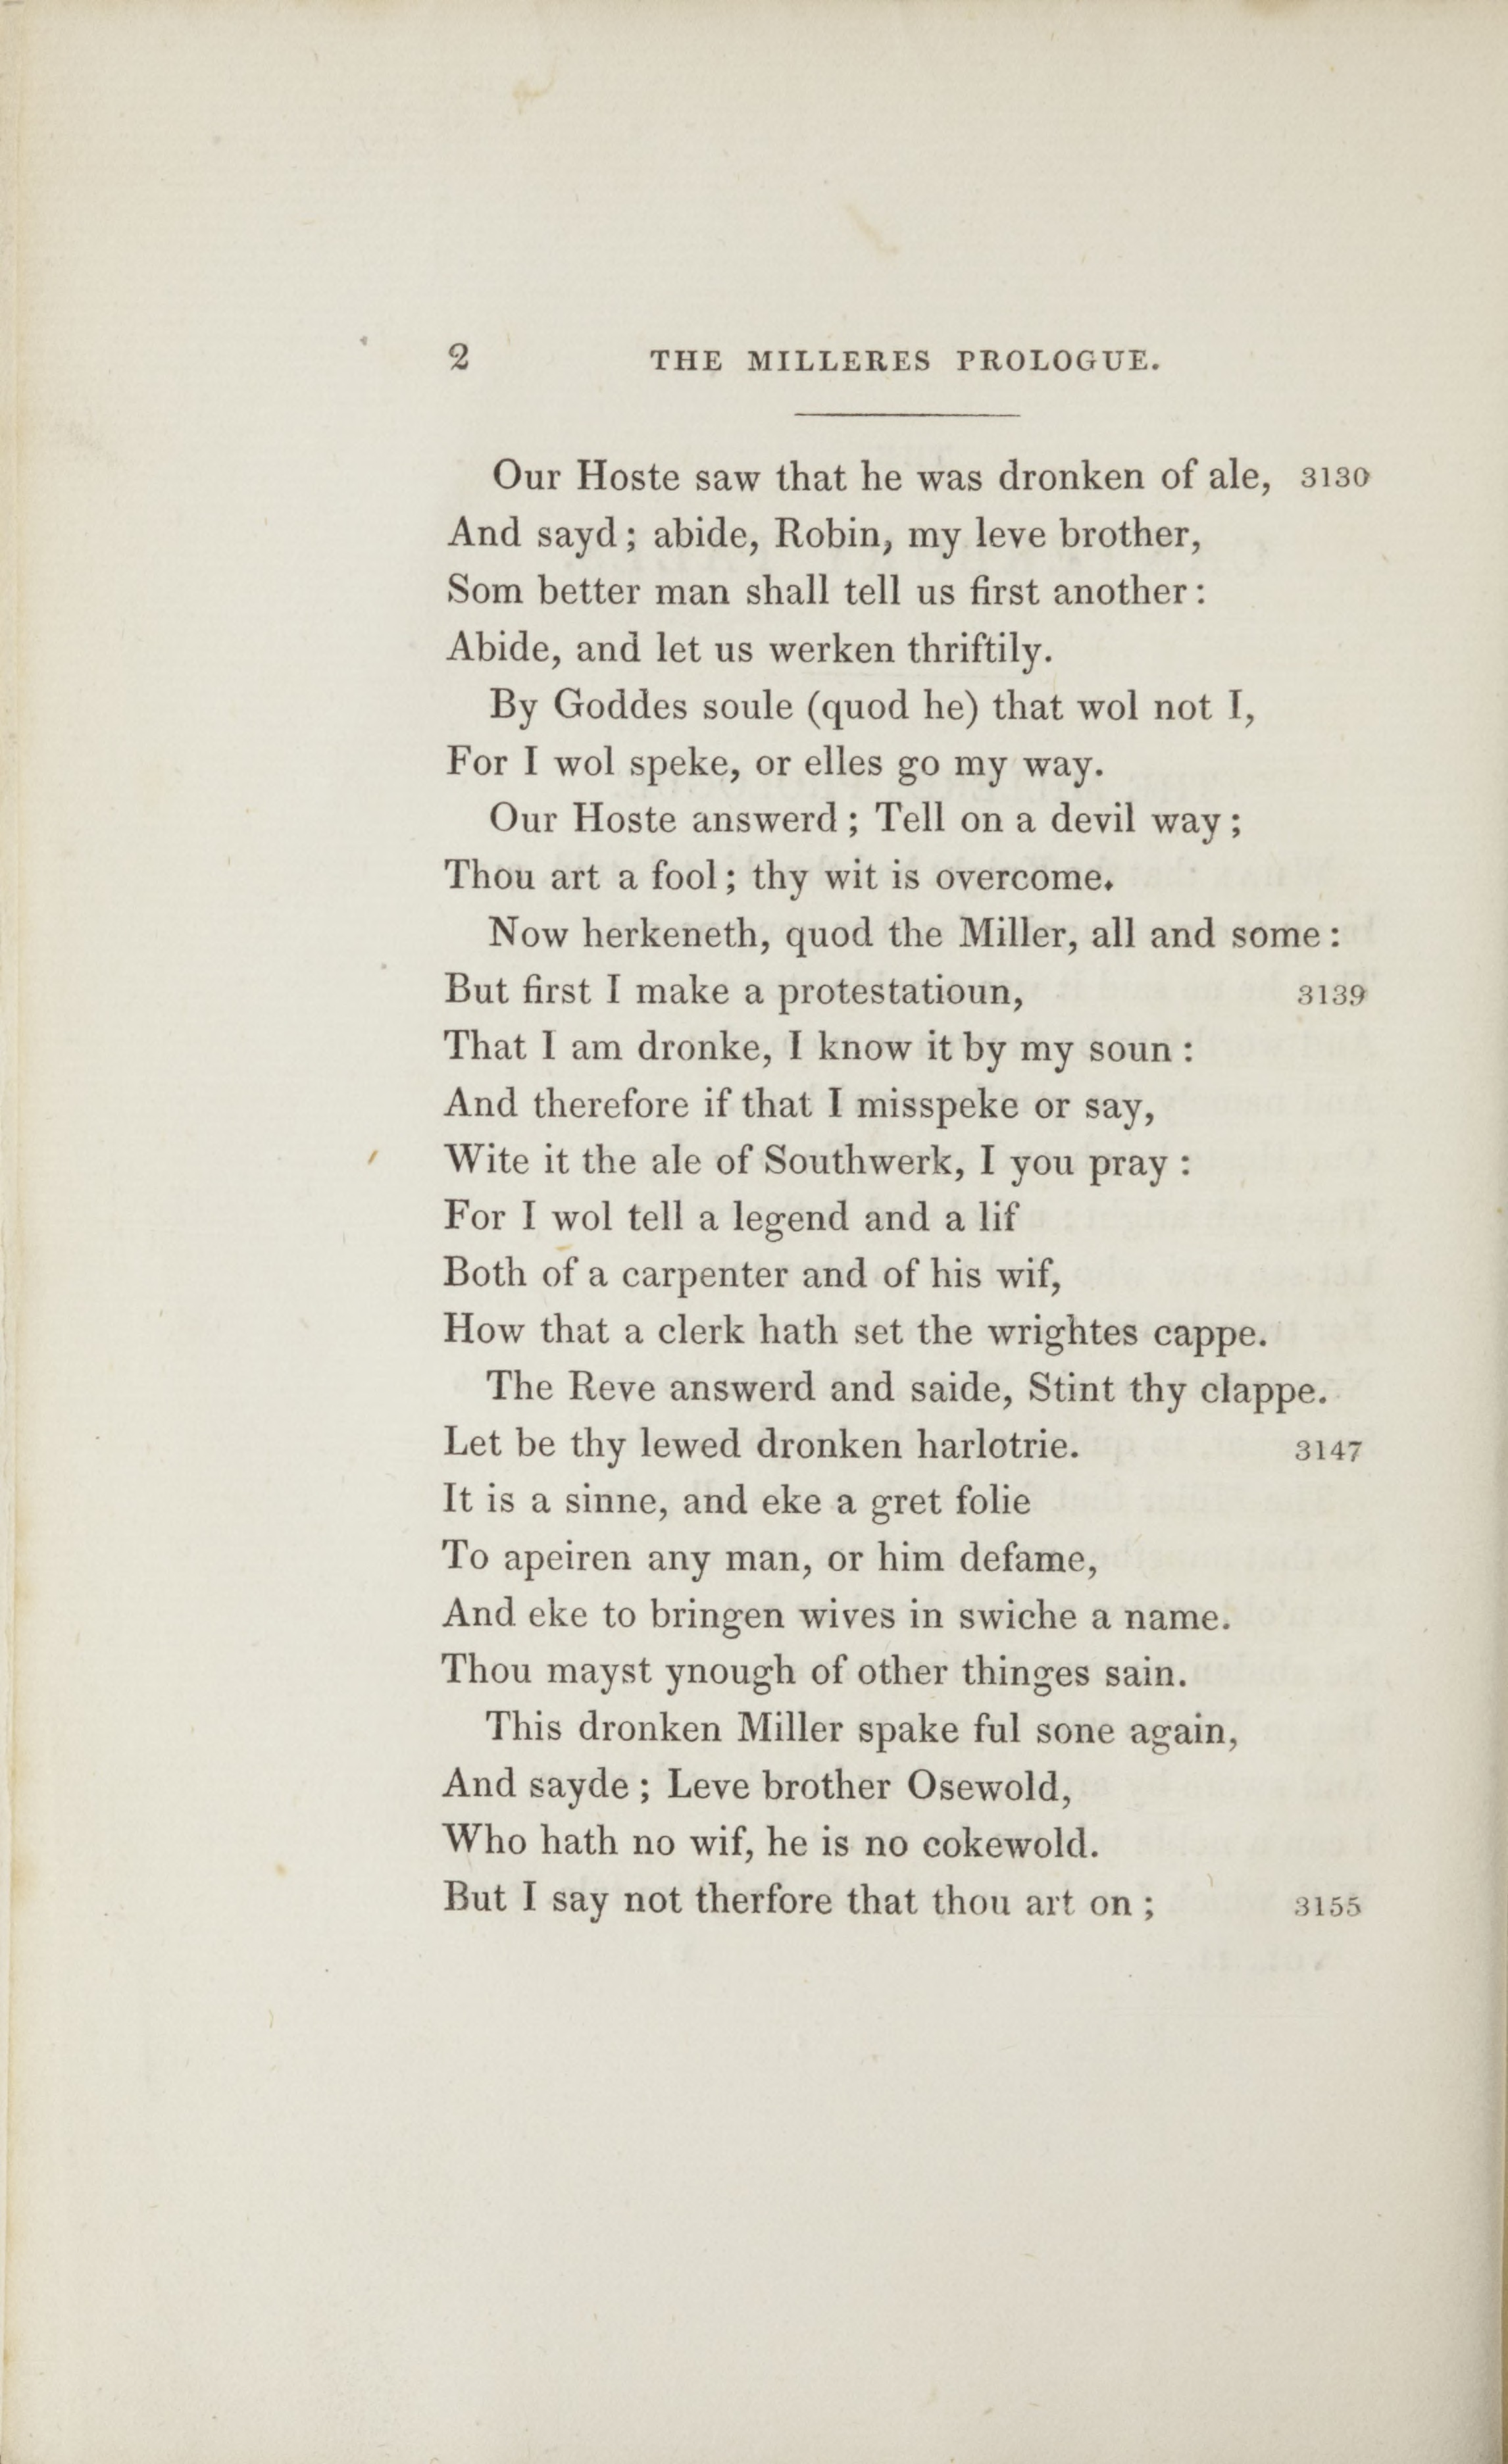 2 THE MILLERES PROLOGUE.
Our Hoste saw that he was dronken of ale, 3130
And sayd; abide, Robin, my leve brother,
Som better man shall tell us first another:
Abide, and let us werken thriftily.
By Goddes soule (quod he) that wol not I,
For I wol speke, or elles go my way.
Our Hoste answerd; Tell on a devil way;
Thou art a fool; thy wit is overcome.
Now herkeneth, quod the Miller, all and some:
But first I make a protestatioun, 3139
That I am dronke, I know it by my soun:
And therefore if that I misspeke or say,
Wite it the ale of Southwerk, I you pray:
For I wol tell a legend and a lif
Both of a carpenter and of his wif,
How that a clerk hath set the wrightes cappe.
The Reve answerd and saide, Stint thy clappe.
Let be thy lewed dronken harlotrie. 3147
It is a sinne, and eke a gret folie
To apeiren any man, or him defame,
And eke to bringen wives in swiche a name.
Thou mayst ynough of other thinges sain.
This dronken Miller spake ful sone again,
And sayde; Leve brother Osewold,
Who hath no wif, he is no cokewold.
But I say not therfore that thou art on; 3155